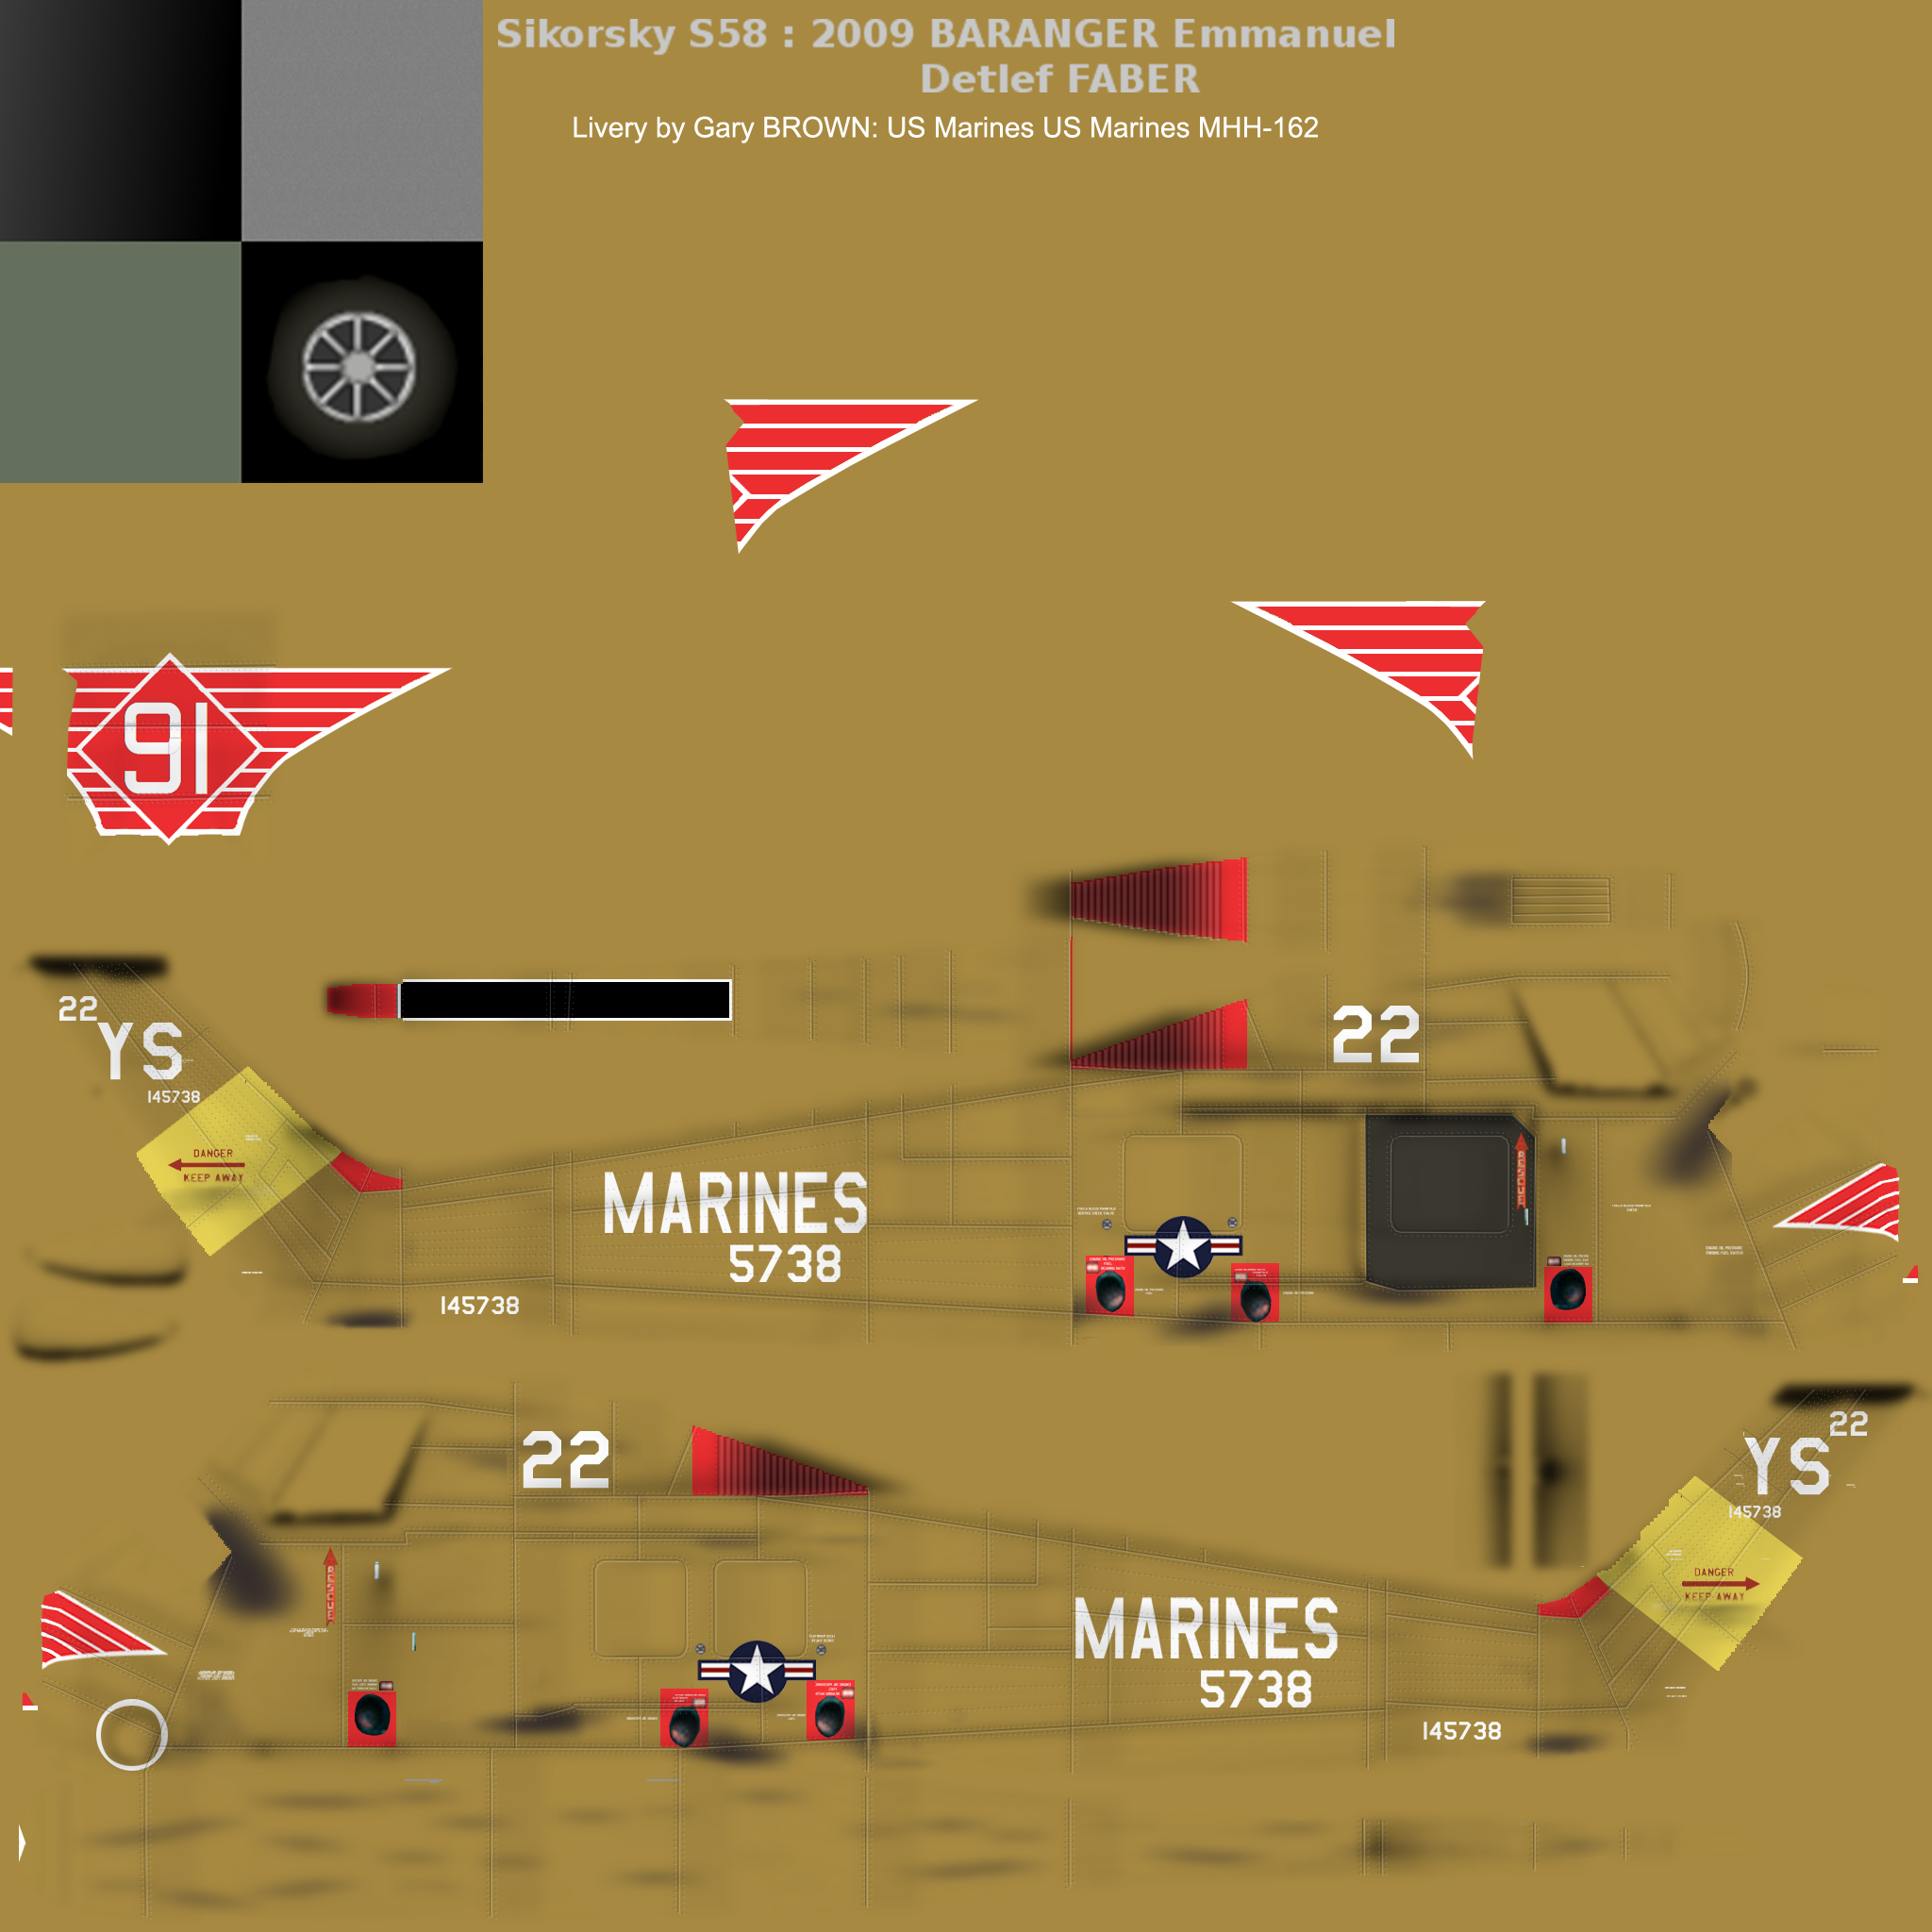 Sikorsky S58 : 2009 BARANGER Emmanuel
Detlef FABER
Livery by Gary BROWN: US Marines US Marines MHH-162
91
22
YS
145738
DANGER
KEEP AWAY
22
RESCUE
MARINES
5738
145738
22
RESCUE
22
YS
145738
DANGER
KEEP AWAY
MARINES
5738
145738